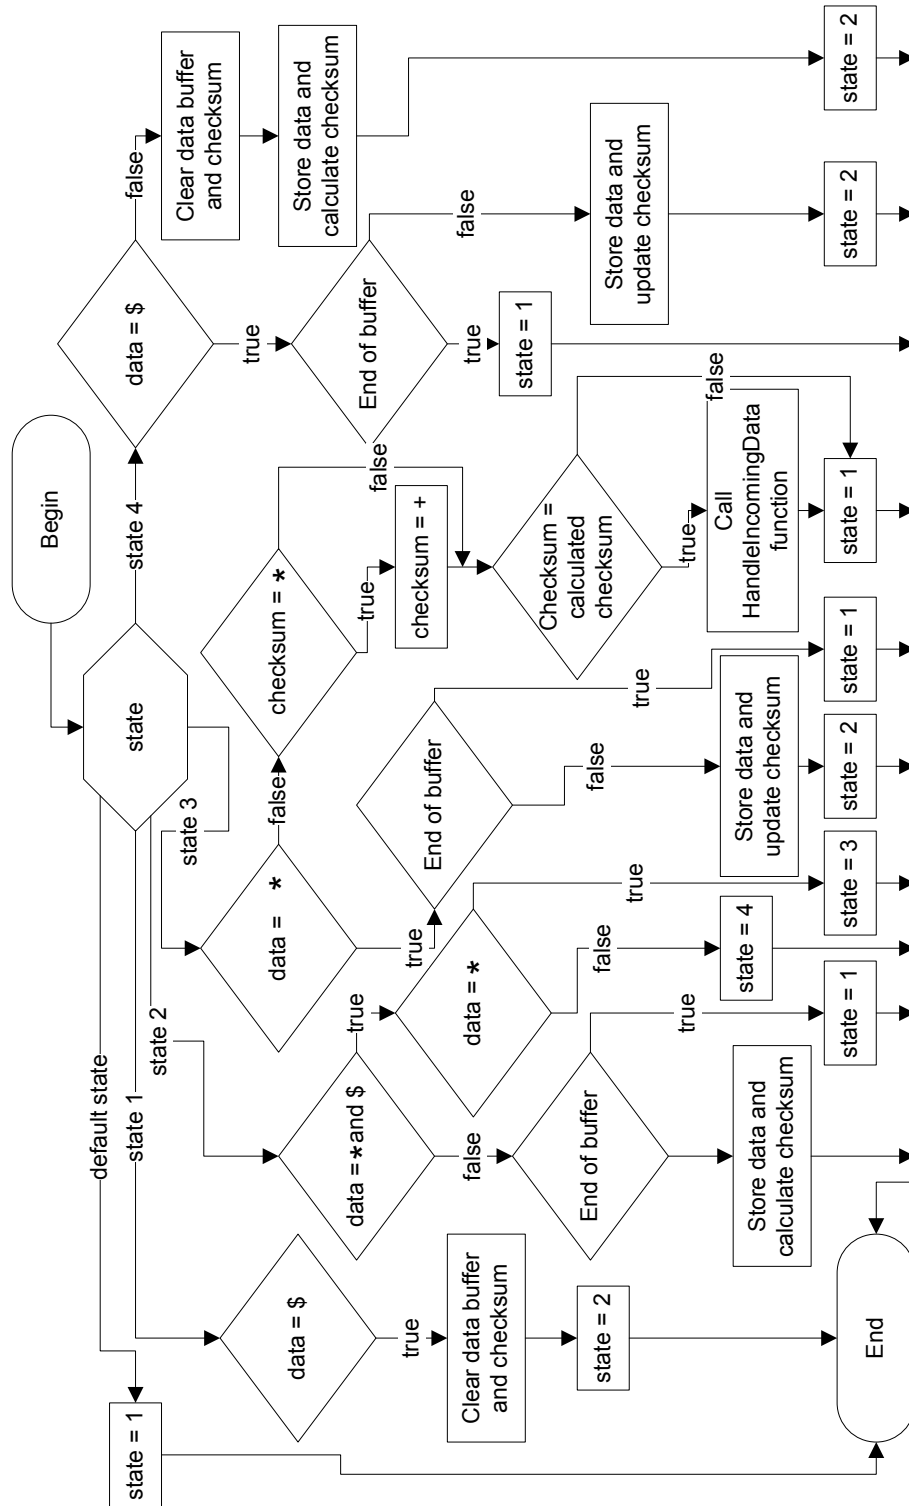 Begin
state
default state
state 1
state 2
state 3
state 4
state = 1
data = $
true
Clear data buffer
and checksum
state = 2
data =*and $
true
false
data =*
true
false
state = 3
state = 4
End of buffer
true
state = 1
Store data and
calculate checksum
data = *
false
true
End of buffer
true
false
state = 1
Store data and
update checksum
state = 2
checksum =*
false
true
checksum = +
Checksum =
calculated
checksum
false
true
Call
HandleIncomingData
function
state = 1
data = $
false
true
Clear data buffer
and checksum
Store data and
calculate checksum
state = 2
End of buffer
false
true
Store data and
update checksum
state = 2
state = 1
End